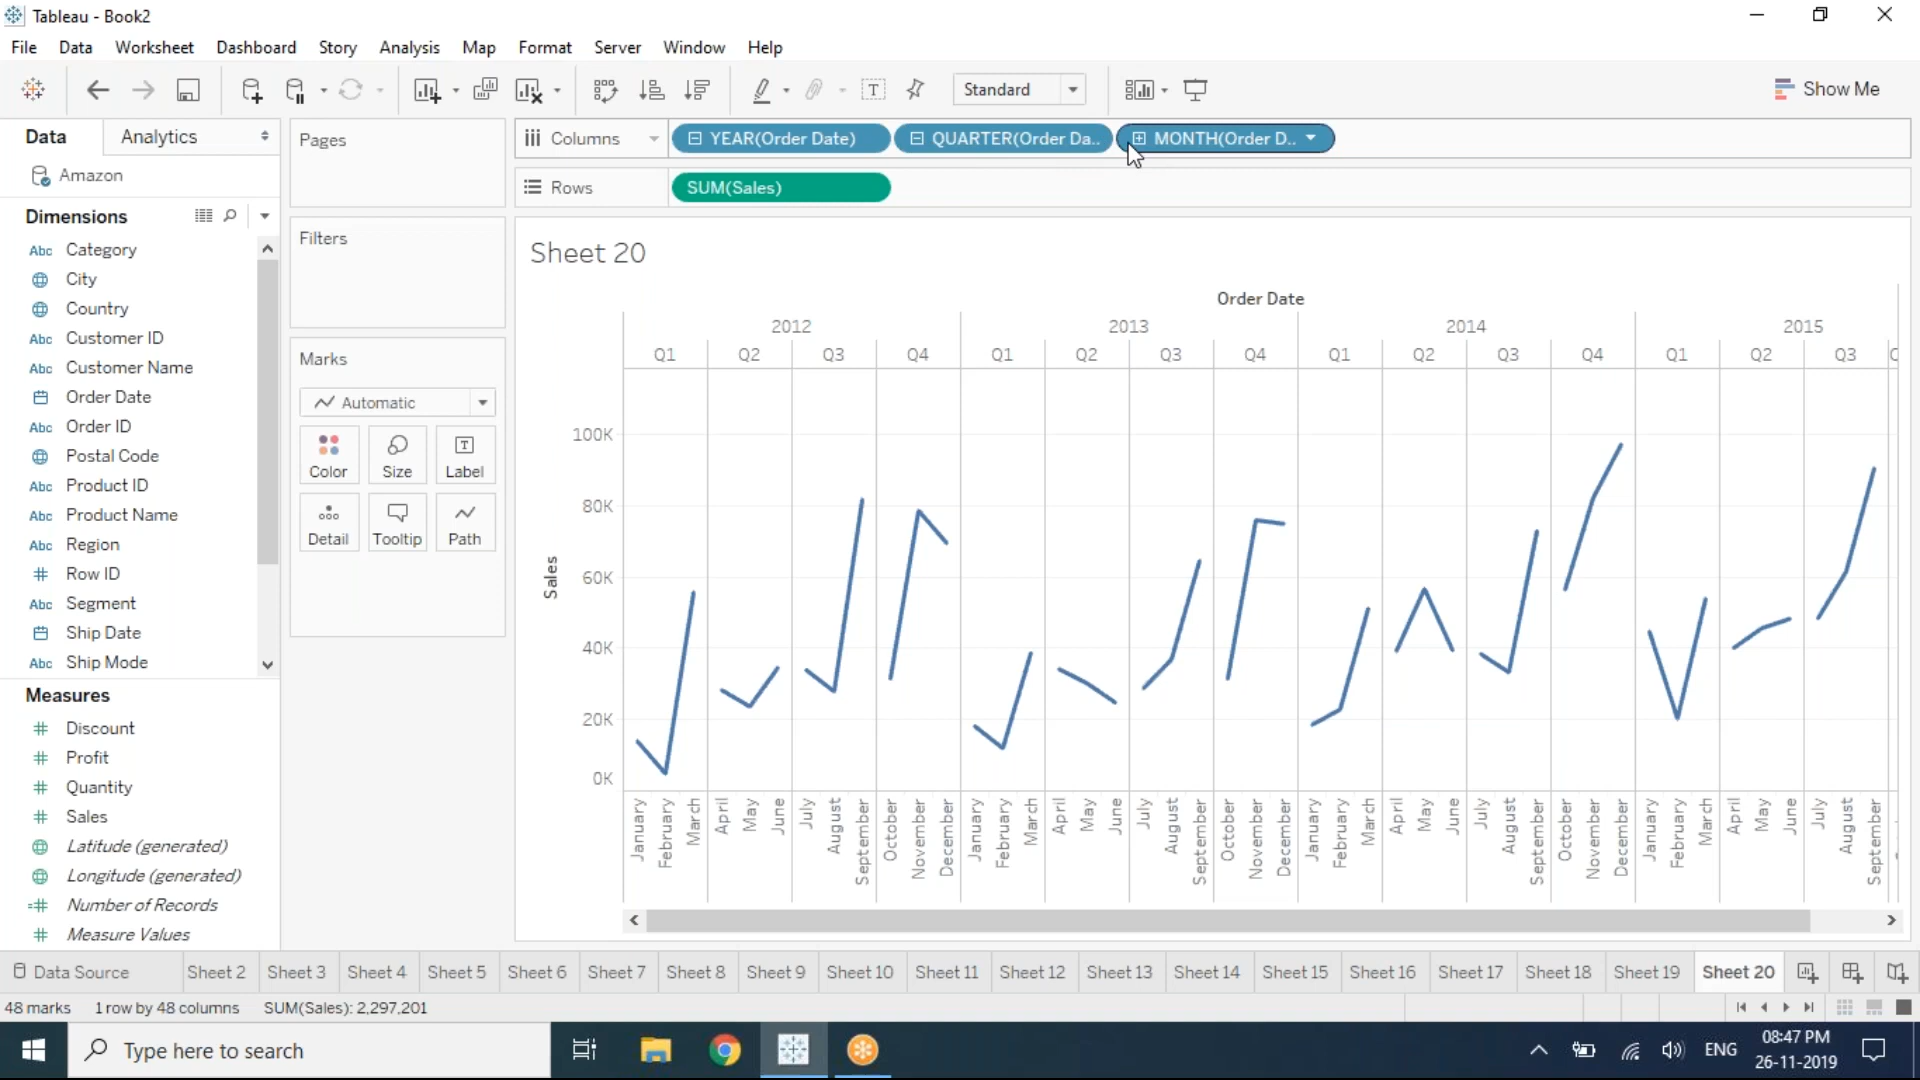 Tableau - Book2
File Data Worksheet Dashboard Story Analysis Map Format Server Window Help
Standard
Show Me
Data Analytics
Amazon
Dimensions
Abc Category
City
Country
Abc Customer ID
Abc Customer Name
Order Date
Abc Order ID
Postal Code
Abc Product ID
Abc Product Name
Abc Region
# Row ID
Abc Segment
Ship Date
Abc Ship Mode
Measures
# Discount
# Profit
# Quantity
# Sales
Latitude (generated)
Longitude (generated)
=# Number of Records
# Measure Values
Pages
Filters
Marks
Automatic
Color Size Label
Detail Tooltip Path
Columns YEAR(Order Date) QUARTER(Order Da.. MONTH(Order D..
Rows SUM(Sales)
Sheet 20
Order Date
2012 2013 2014 2015
Q1 Q2 Q3 Q4 Q1 Q2 Q3 Q4 Q1 Q2 Q3 Q4 Q1 Q2 Q3
100K
80K
60K
40K
20K
0K
Sales
January February March April May June July August September October November December January February March April May June July August September October November December January February March April May June July August September October November December January February March April May June July August September
Data Source Sheet 2 Sheet 3 Sheet 4 Sheet 5 Sheet 6 Sheet 7 Sheet 8 Sheet 9 Sheet 10 Sheet 11 Sheet 12 Sheet 13 Sheet 14 Sheet 15 Sheet 16 Sheet 17 Sheet 18 Sheet 19 Sheet 20
48 marks 1 row by 48 columns SUM(Sales): 2,297,201
Type here to search
ENG
08:47 PM
26-11-2019